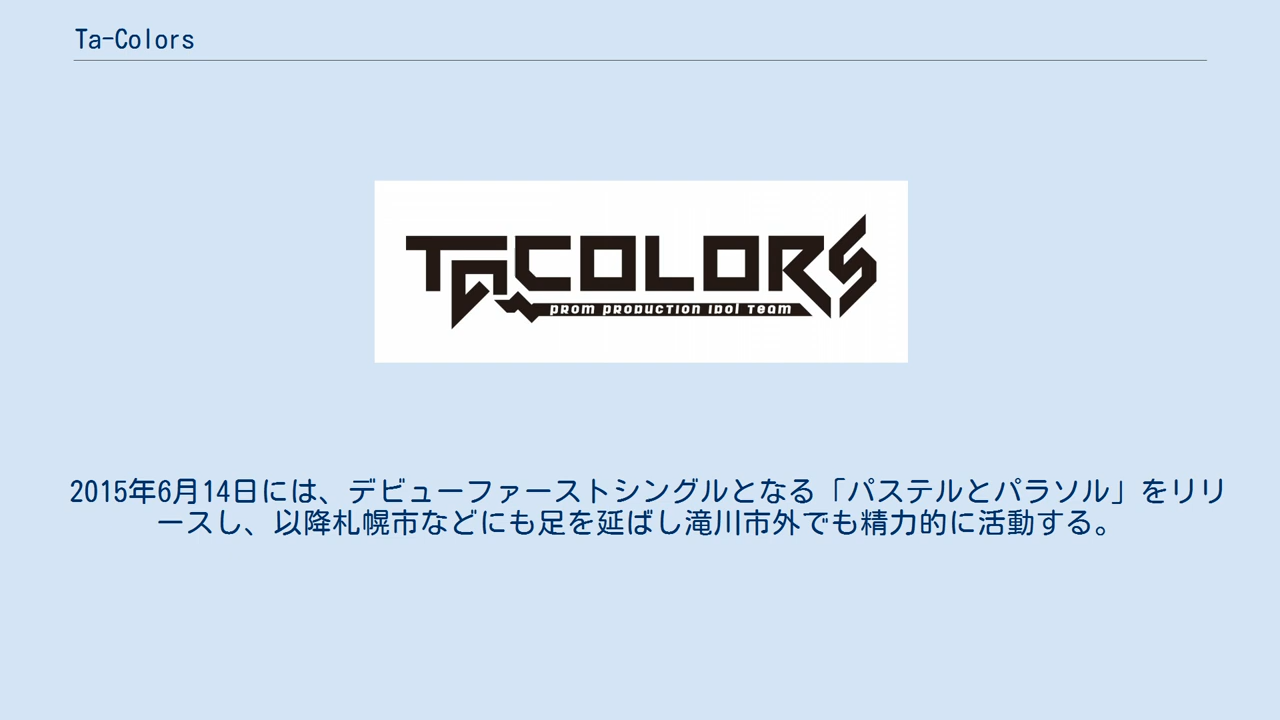 Ta-Colors
TaCOLORS
PROM PRODUCTION IDOL TEAM
2015年6月14日には、デビューファーストシングルとなる「パステルとパラソル」をリリ
ースし、以降札幌市などにも足を延ばし滝川市外でも精力的に活動する。